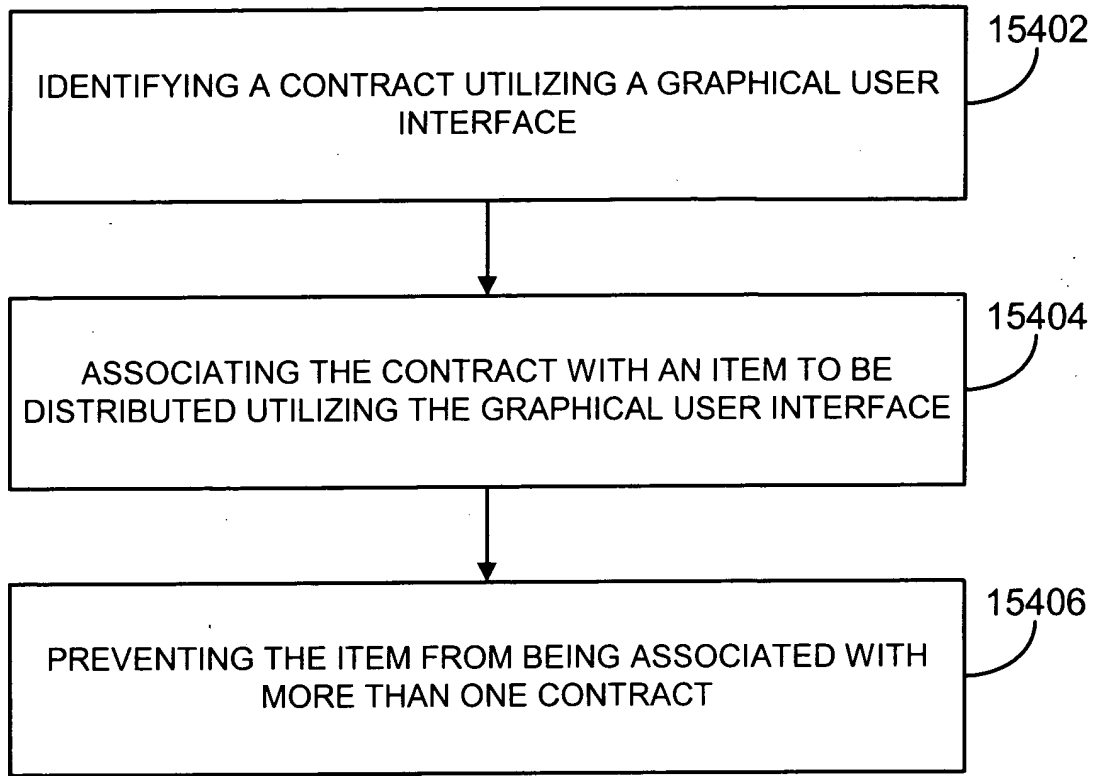 15402
IDENTIFYING A CONTRACT UTILIZING A GRAPHICAL USER
INTERFACE
15404
ASSOCIATING THE CONTRACT WITH AN ITEM TO BE
DISTRIBUTED UTILIZING THE GRAPHICAL USER INTERFACE
15406
PREVENTING THE ITEM FROM BEING ASSOCIATED WITH
MORE THAN ONE CONTRACT